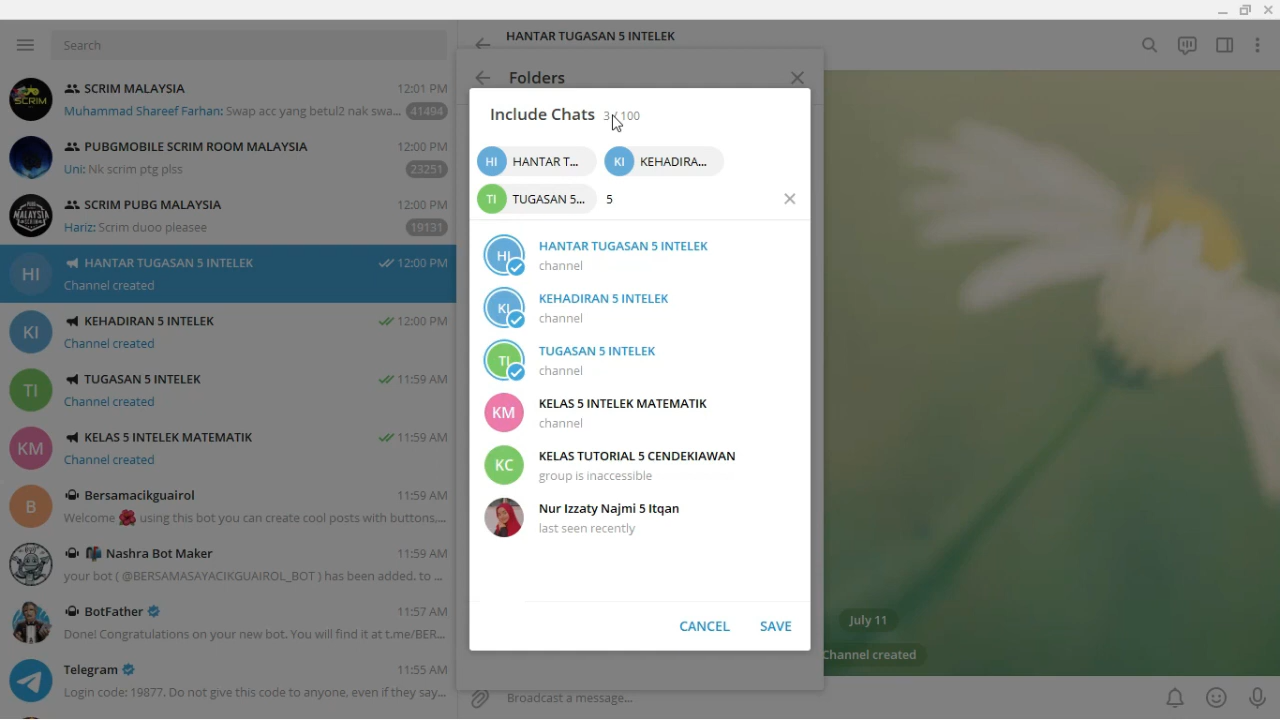 Search
SCRIM MALAYSIA 12:01 PM
Muhammad Shareef Farhan: Swap acc yang betul2 nak swa... 41494
PUBGMOBILE SCRIM ROOM MALAYSIA 12:00 PM
Uni: Nk scrim ptg plss 23251
SCRIM PUBG MALAYSIA 12:00 PM
Hariz: Scrim duoo pleasee 19131
HI HANTAR TUGASAN 5 INTELEK 12:00 PM
Channel created
KI KEHADIRAN 5 INTELEK 12:00 PM
Channel created
TI TUGASAN 5 INTELEK 11:59 AM
Channel created
KM KELAS 5 INTELEK MATEMATIK 11:59 AM
Channel created
B Bersamacikguairol 11:59 AM
Welcome 🌺 using this bot you can create cool posts with buttons,...
Nashra Bot Maker 11:59 AM
your bot ( @BERSAMASAYACIKGUAIROL_BOT ) has been added. to ...
BotFather 11:57 AM
Done! Congratulations on your new bot. You will find it at t.me/BER...
Telegram 11:55 AM
Login code: 19877. Do not give this code to anyone, even if they say...
HANTAR TUGASAN 5 INTELEK
Folders
Include Chats 3 / 100
HI HANTAR T... KI KEHADIRA...
TI TUGASAN 5... 5
HI HANTAR TUGASAN 5 INTELEK
channel
KI KEHADIRAN 5 INTELEK
channel
TI TUGASAN 5 INTELEK
channel
KM KELAS 5 INTELEK MATEMATIK
channel
KC KELAS TUTORIAL 5 CENDEKIAWAN
group is inaccessible
Nur Izzaty Najmi 5 Itqan
last seen recently
CANCEL SAVE
July 11
Channel created
Broadcast a message...